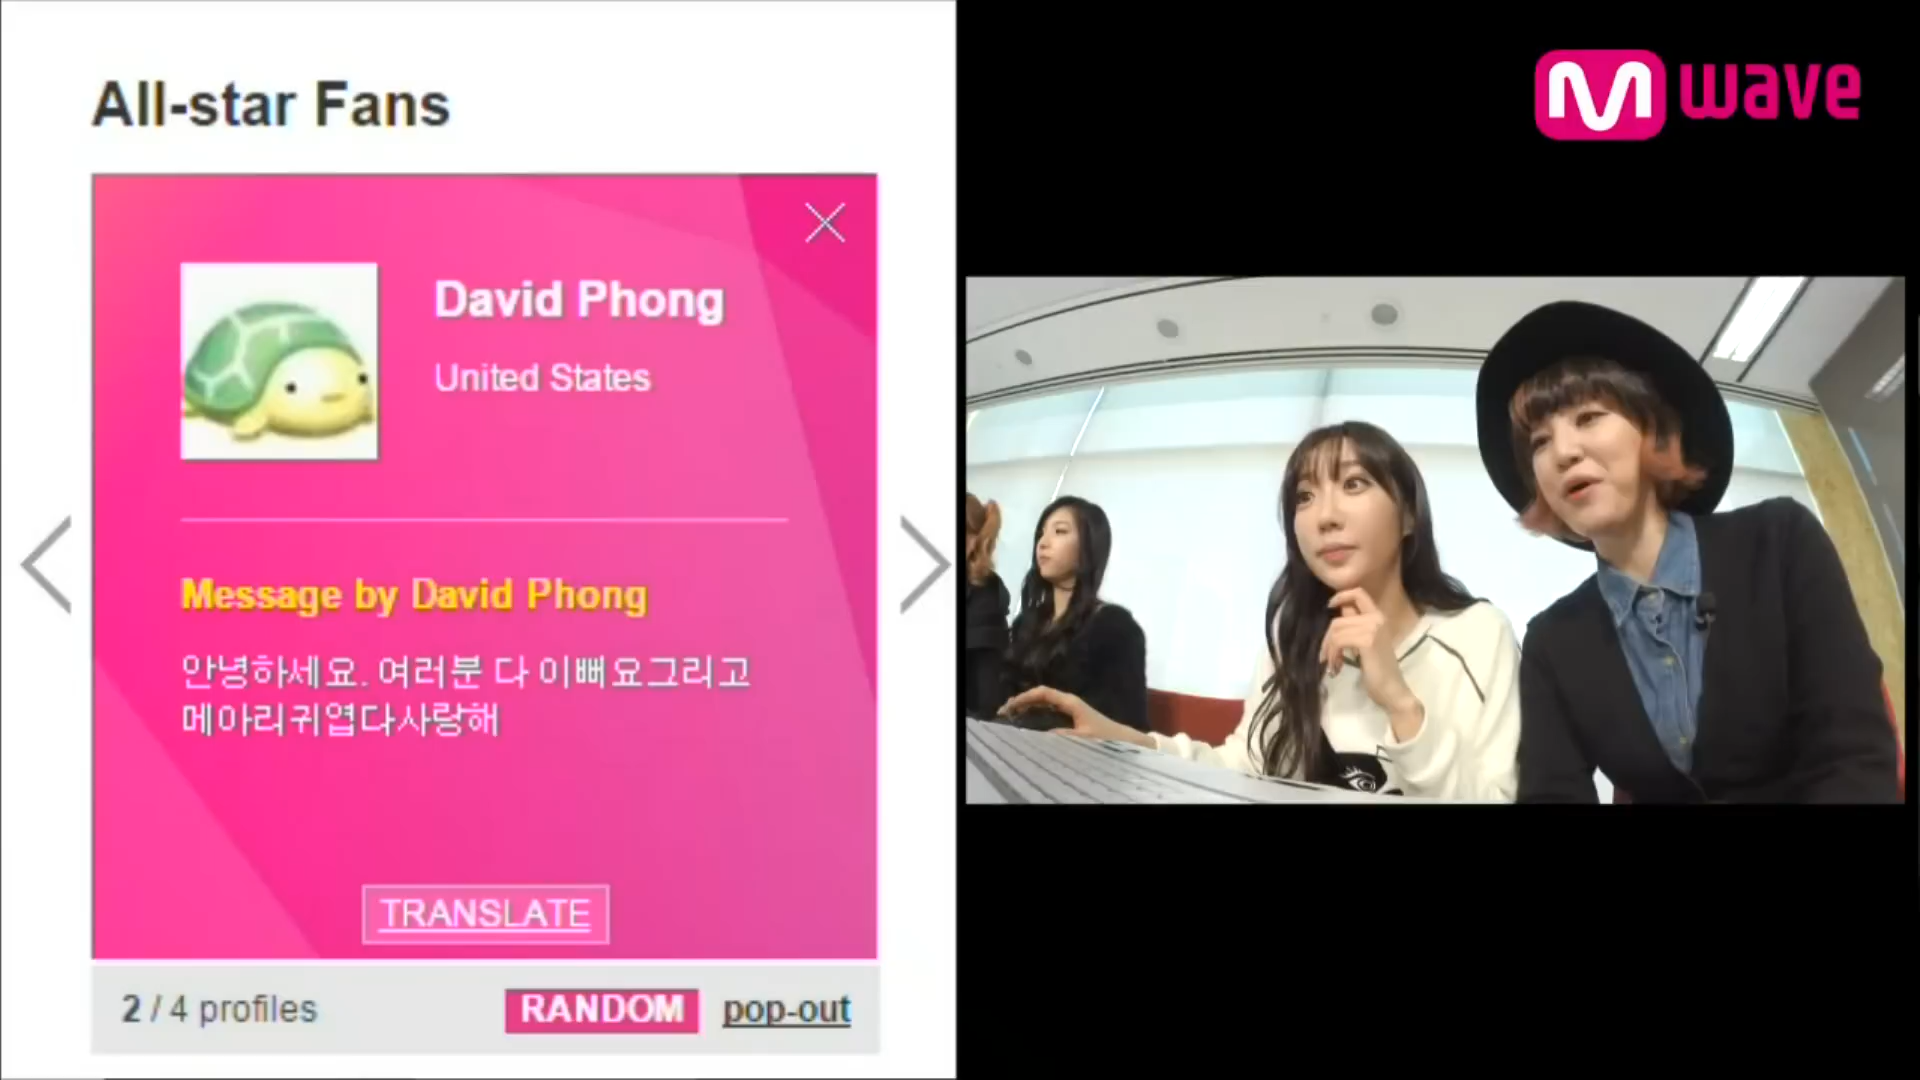 All-star Fans
David Phong
United States
Message by David Phong
안녕하세요. 여러분 다 이뻐요그리고
메아리귀엽다사랑해
TRANSLATE
2 / 4 profiles
RANDOM
pop-out
M wave